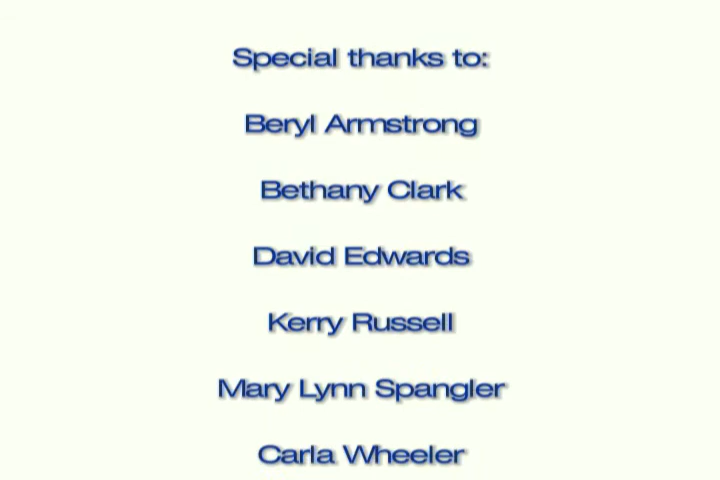 Special thanks to:
Beryl Armstrong
Bethany Clark
David Edwards
Kerry Russell
Mary Lynn Spangler
Carla Wheeler